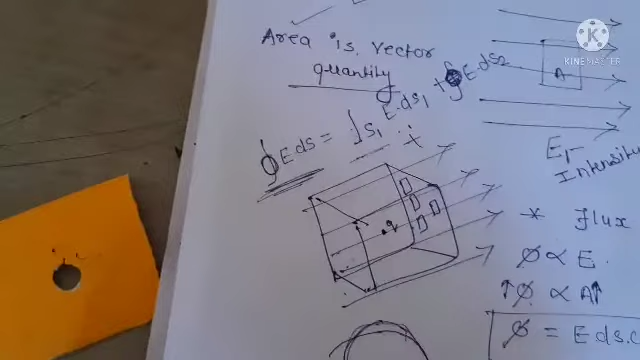 Area is vector
quantity
∮ E ds = ∫ s₁ E·ds₁ + ∮ E·ds₂
A
Intensity
* flux
∅ ∝ E
↑∅ ∝ A↑
∅ = E ds.c
KINEMASTER